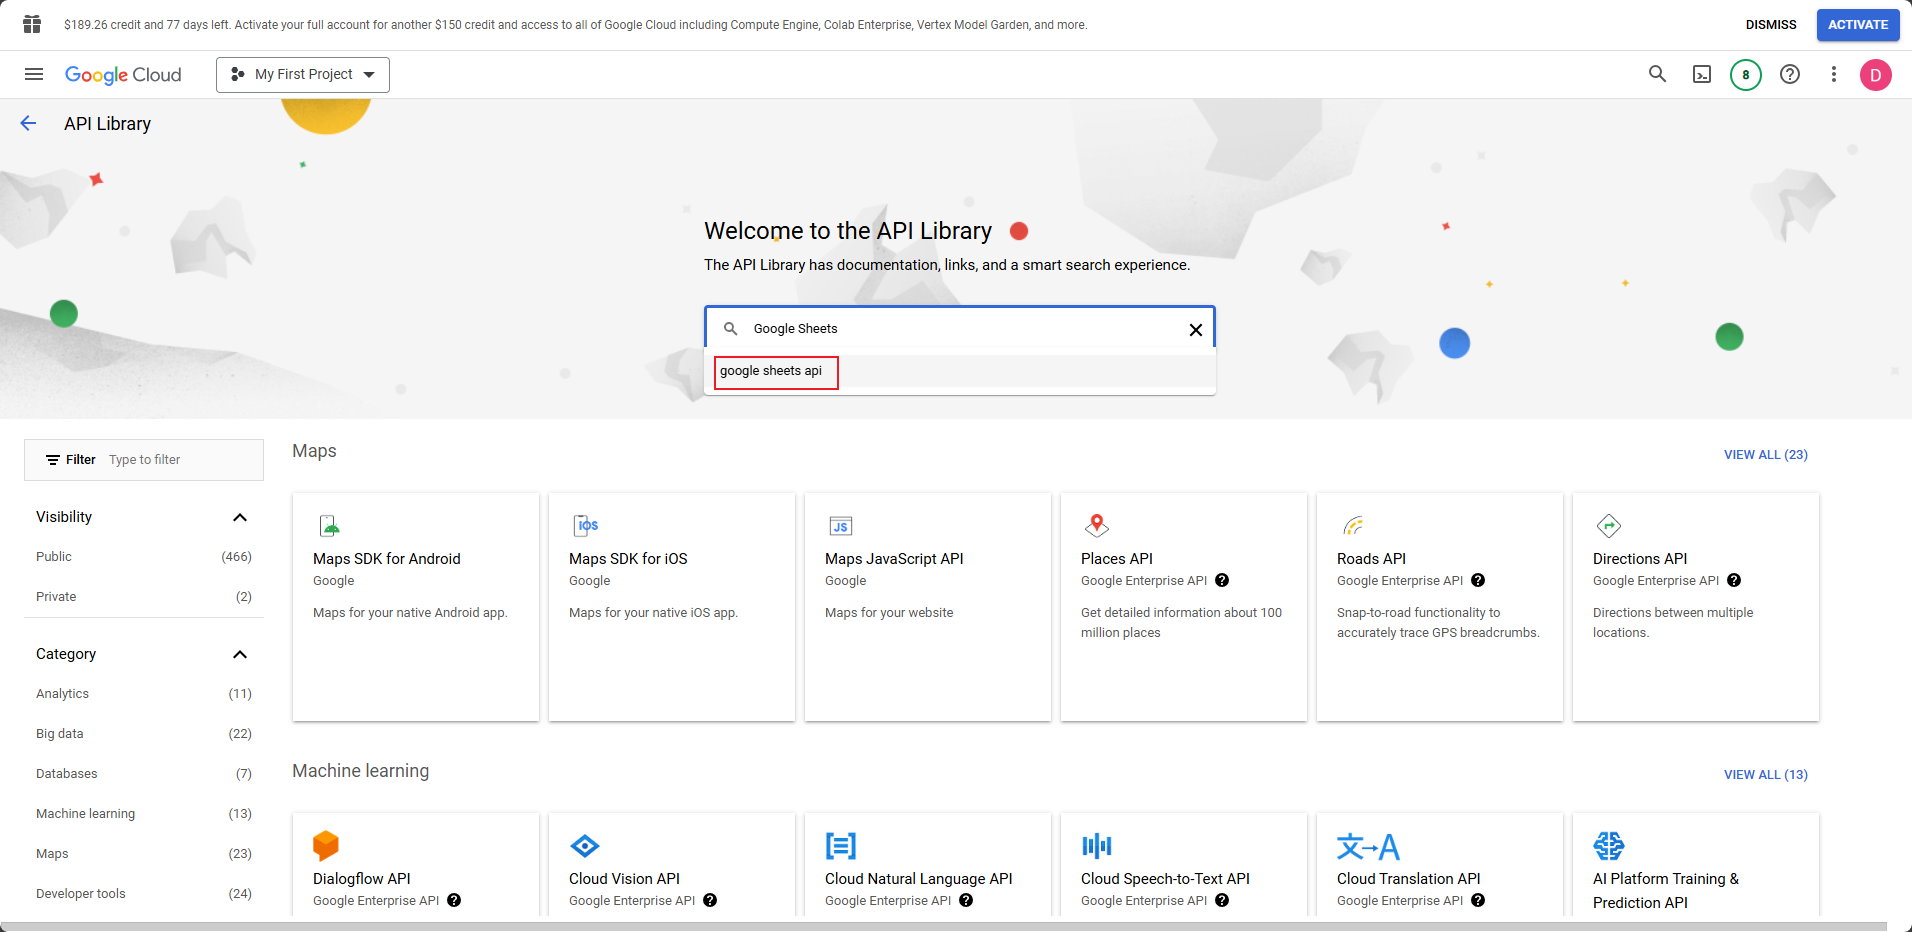 $189.26 credit and 77 days left. Activate your full account for another $150 credit and access to all of Google Cloud including Compute Engine, Colab Enterprise, Vertex Model Garden, and more.
DISMISS
ACTIVATE
Google Cloud
My First Project
8
D
API Library
Welcome to the API Library
The API Library has documentation, links, and a smart search experience.
Google Sheets
google sheets api
Filter Type to filter
Visibility
Public (466)
Private (2)
Category
Analytics (11)
Big data (22)
Databases (7)
Machine learning (13)
Maps (23)
Developer tools (24)
Maps
VIEW ALL (23)
Maps SDK for Android
Google
Maps for your native Android app.
iOS
Maps SDK for iOS
Google
Maps for your native iOS app.
JS
Maps JavaScript API
Google
Maps for your website
Places API
Google Enterprise API
Get detailed information about 100
million places
Roads API
Google Enterprise API
Snap-to-road functionality to
accurately trace GPS breadcrumbs.
Directions API
Google Enterprise API
Directions between multiple
locations.
Machine learning
VIEW ALL (13)
Dialogflow API
Google Enterprise API
Cloud Vision API
Google Enterprise API
Cloud Natural Language API
Google Enterprise API
Cloud Speech-to-Text API
Google Enterprise API
文→A
Cloud Translation API
Google Enterprise API
AI Platform Training &
Prediction API